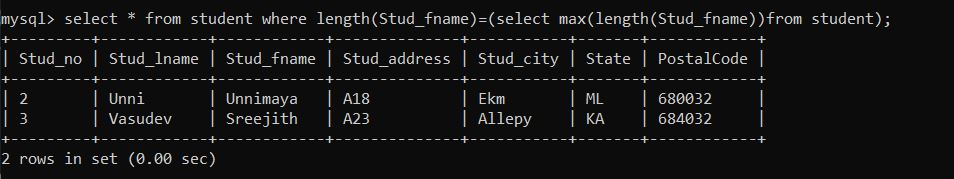 mysql> select * from student where length(Stud_fname)=(select max(length(Stud_fname))from student);
+---------+------------+------------+--------------+-----------+-------+------------+
| Stud_no | Stud_lname | Stud_fname | Stud_address | Stud_city | State | PostalCode |
+---------+------------+------------+--------------+-----------+-------+------------+
| 2       | Unni       | Unnimaya   | A18          | Ekm       | ML    | 680032     |
| 3       | Vasudev    | Sreejith   | A23          | Allepy    | KA    | 684032     |
+---------+------------+------------+--------------+-----------+-------+------------+
2 rows in set (0.00 sec)